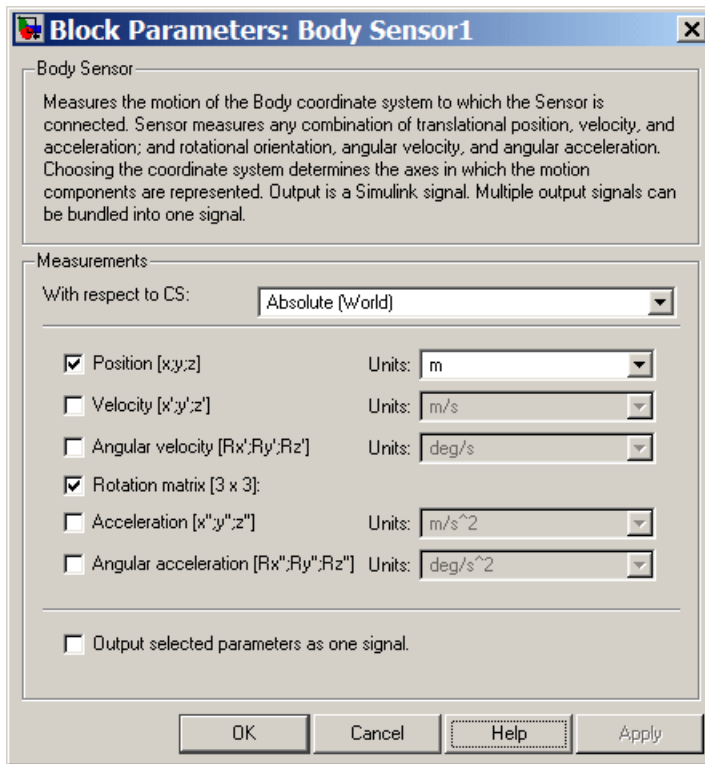 Block Parameters: Body Sensor1
Body Sensor
Measures the motion of the Body coordinate system to which the Sensor is
connected. Sensor measures any combination of translational position, velocity, and
acceleration; and rotational orientation, angular velocity, and angular acceleration.
Choosing the coordinate system determines the axes in which the motion
components are represented. Output is a Simulink signal. Multiple output signals can
be bundled into one signal.
Measurements
With respect to CS: Absolute (World)
Position [x;y;z] Units: m
Velocity [x';y';z'] Units: m/s
Angular velocity [Rx';Ry';Rz'] Units: deg/s
Rotation matrix [3 x 3]:
Acceleration [x'';y'';z''] Units: m/s^2
Angular acceleration [Rx'';Ry'';Rz''] Units: deg/s^2
Output selected parameters as one signal.
OK Cancel Help Apply